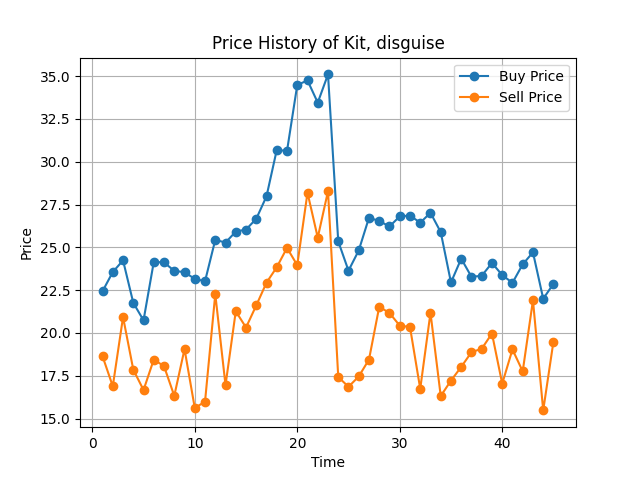 Price History of Kit, disguise
Buy Price
Sell Price
Price
35.0
32.5
30.0
27.5
25.0
22.5
20.0
17.5
15.0
0 10 20 30 40
Time